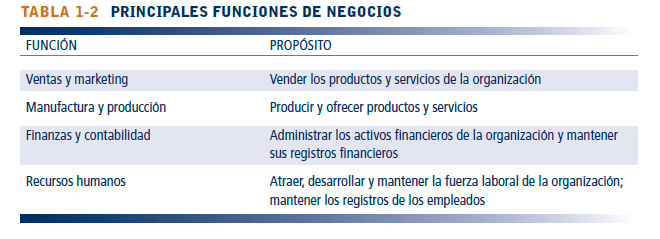 TABLA 1-2 PRINCIPALES FUNCIONES DE NEGOCIOS
FUNCIÓN PROPÓSITO
Ventas y marketing Vender los productos y servicios de la organización
Manufactura y producción Producir y ofrecer productos y servicios
Finanzas y contabilidad Administrar los activos financieros de la organización y mantener
sus registros financieros
Recursos humanos Atraer, desarrollar y mantener la fuerza laboral de la organización;
mantener los registros de los empleados